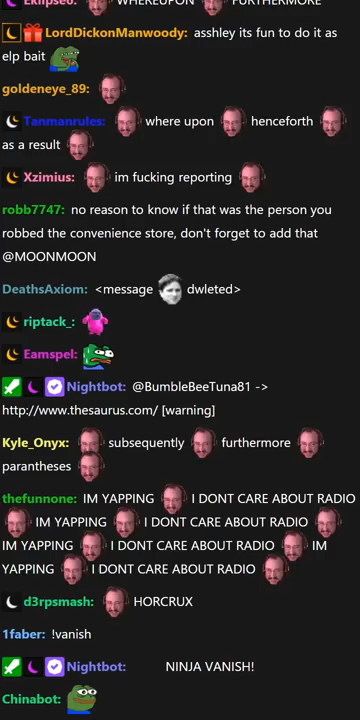 Eklipseo: WHEREUPON FURTHERMORE
LordDickonManwoody: asshley its fun to do it as
elp bait
goldeneye_89:
Tanmanrules: where upon henceforth
as a result
Xzimius: im fucking reporting
robb7747: no reason to know if that was the person you
robbed the convenience store, don't forget to add that
@MOONMOON
DeathsAxiom: <message dwleted>
riptack_:
Eamspel:
Nightbot: @BumbleBeeTuna81 ->
http://www.thesaurus.com/ [warning]
Kyle_Onyx: subsequently furthermore
parantheses
thefunnone: IM YAPPING I DONT CARE ABOUT RADIO
IM YAPPING I DONT CARE ABOUT RADIO
IM YAPPING I DONT CARE ABOUT RADIO IM
YAPPING I DONT CARE ABOUT RADIO
d3rpsmash: HORCRUX
1faber: !vanish
Nightbot: NINJA VANISH!
Chinabot: